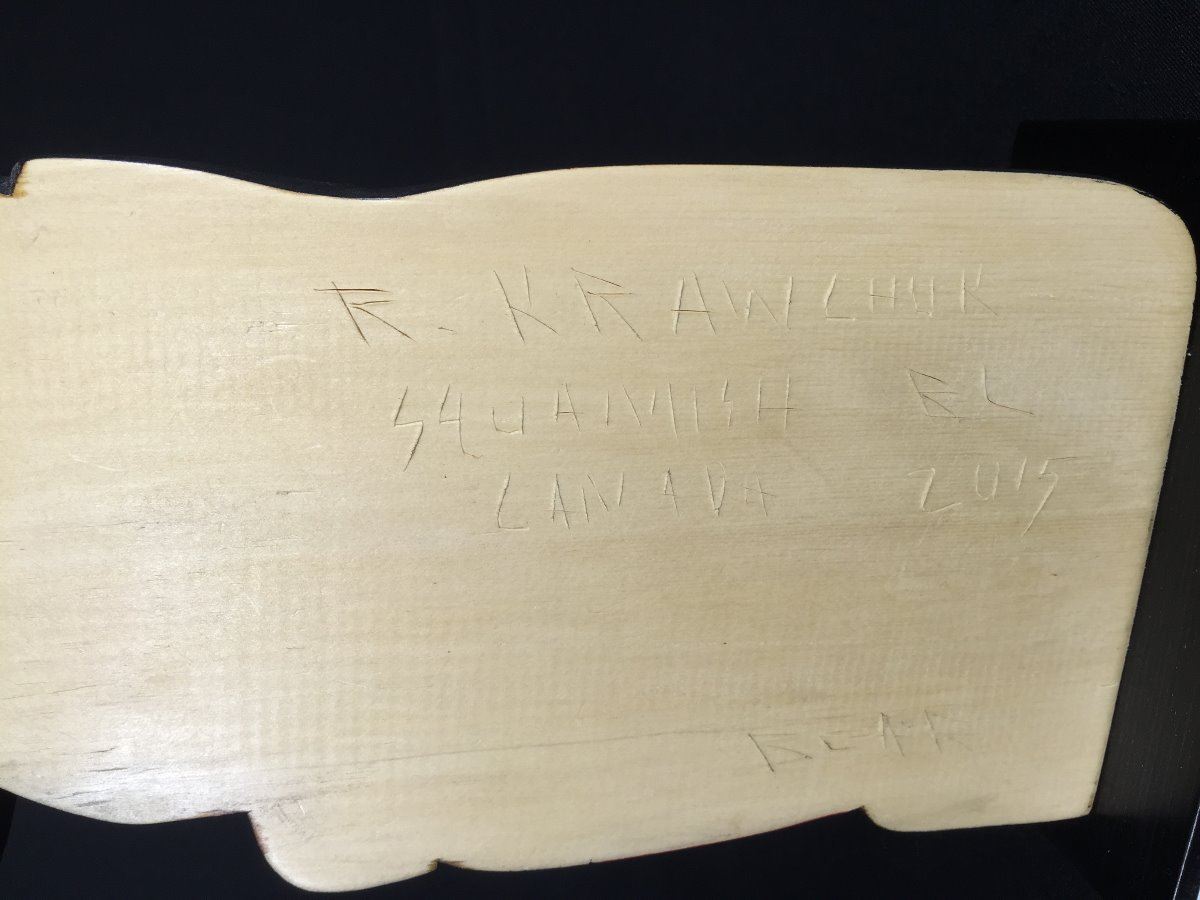 R. KRAWCHUK
SQUAMISH BC
CANADA 2015
BEAR